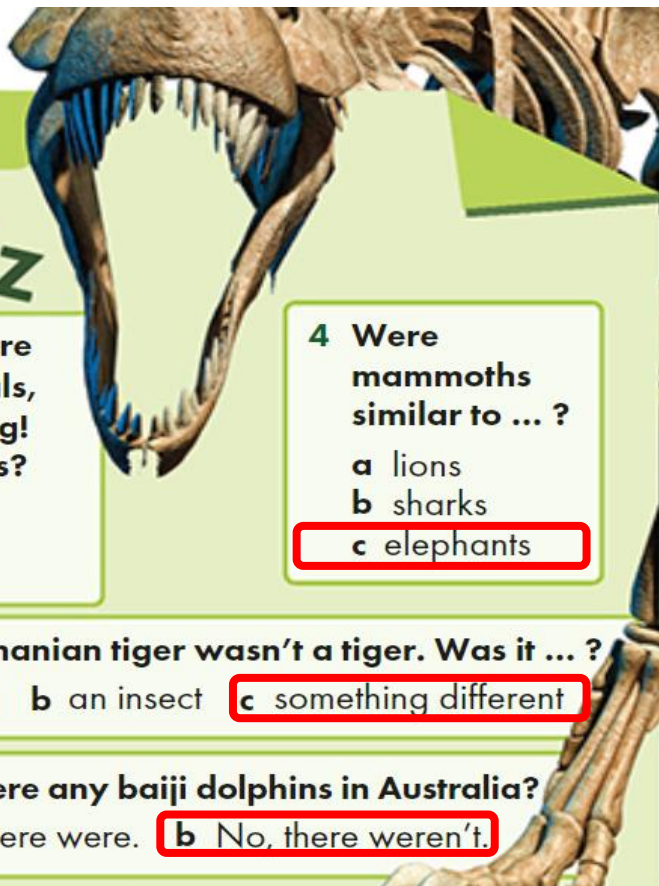 z
re
4 Were
ls,
mammoths
g!
similar to ... ?
s?
a lions
b sharks
c elephants
nanian tiger wasn't a tiger. Was it ... ?
b an insect c something different
ere any baiji dolphins in Australia?
ere were. b No, there weren't.